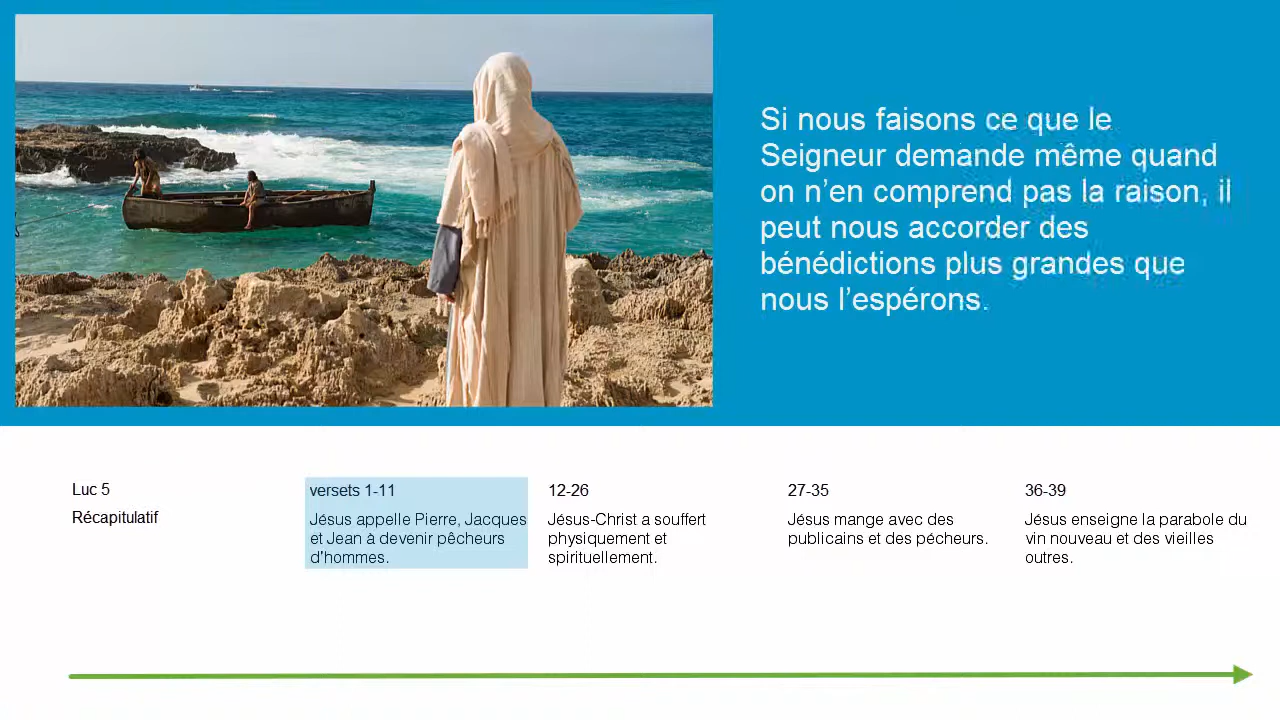 Si nous faisons ce que le
Seigneur demande même quand
on n’en comprend pas la raison, il
peut nous accorder des
bénédictions plus grandes que
nous l’espérons.
Luc 5
Récapitulatif
versets 1-11
Jésus appelle Pierre, Jacques
et Jean à devenir pêcheurs
d’hommes.
12-26
Jésus-Christ a souffert
physiquement et
spirituellement.
27-35
Jésus mange avec des
publicains et des pécheurs.
36-39
Jésus enseigne la parabole du
vin nouveau et des vieilles
outres.